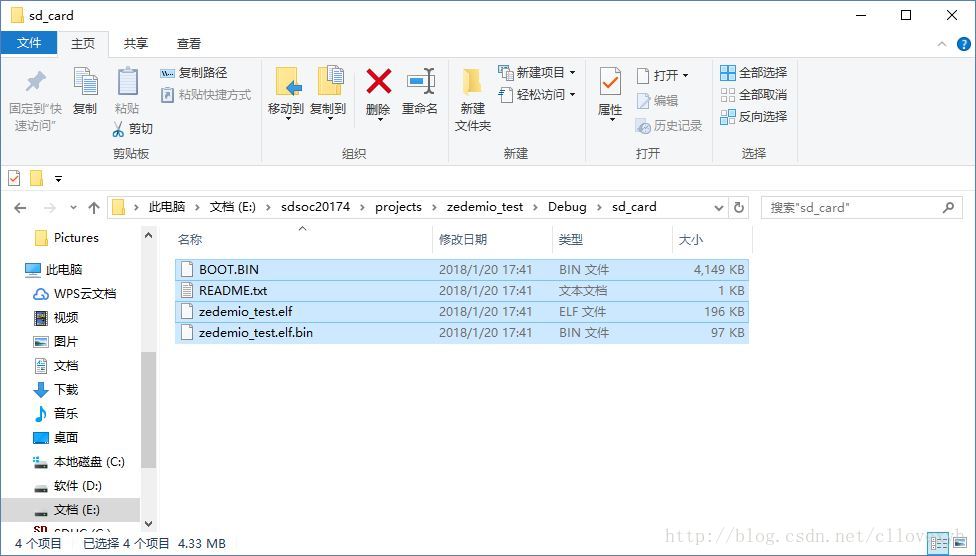 sd_card
文件 主页 共享 查看
固定到"快速访问"
复制
粘贴
复制路径
粘贴快捷方式
剪切
剪贴板
移动到
复制到
删除
重命名
组织
新建
文件夹
新建项目
轻松访问
新建
属性
打开
编辑
历史记录
打开
全部选择
全部取消
反向选择
选择
此电脑 文档 (E:) sdsoc20174 projects zedemio_test Debug sd_card
搜索"sd_card"
Pictures
此电脑
WPS云文档
视频
图片
文档
下载
音乐
桌面
本地磁盘 (C:)
软件 (D:)
文档 (E:)
名称 修改日期 类型 大小
BOOT.BIN 2018/1/20 17:41 BIN 文件 4,149 KB
README.txt 2018/1/20 17:41 文本文档 1 KB
zedemio_test.elf 2018/1/20 17:41 ELF 文件 196 KB
zedemio_test.elf.bin 2018/1/20 17:41 BIN 文件 97 KB
4 个项目 已选择 4 个项目 4.33 MB